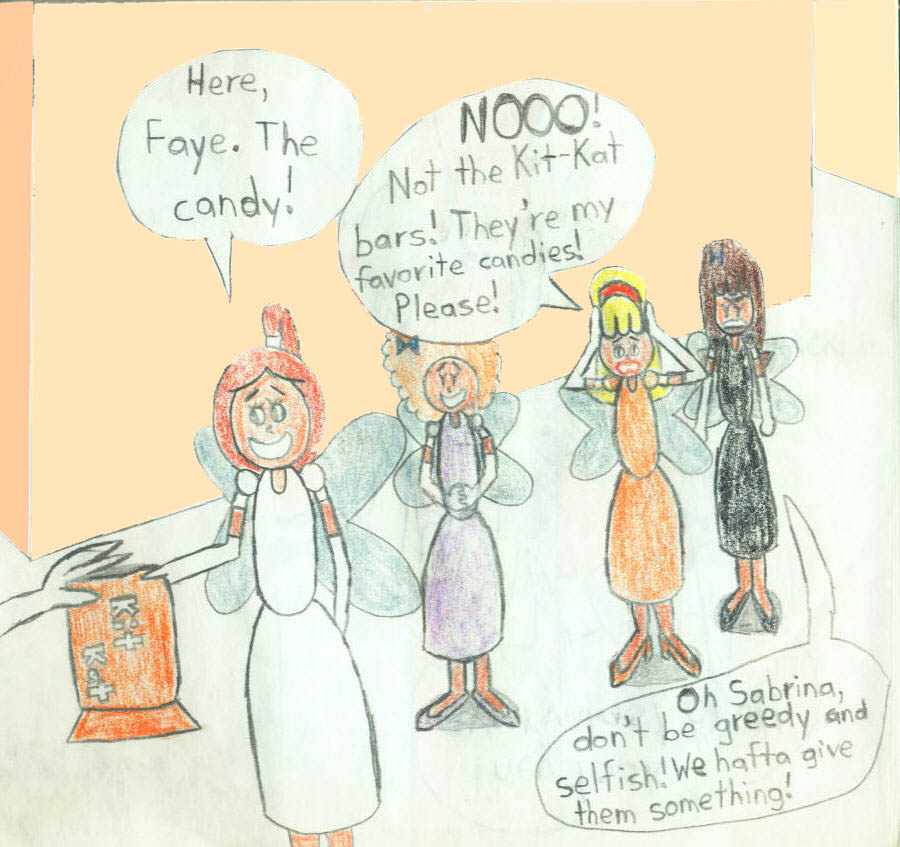 Here,
Faye. The
candy!
NOOO!
Not the Kit-Kat
bars! They're my
favorite candies!
Please!
Kit
Kat
Oh Sabrina,
don't be greedy and
selfish! We hafta give
them something!